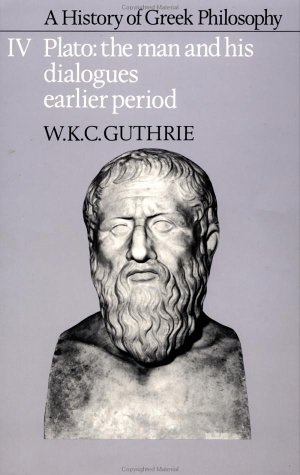 A History of Greek Philosophy
IV Plato: the man and his
dialogues
earlier period
W.K.C. GUTHRIE